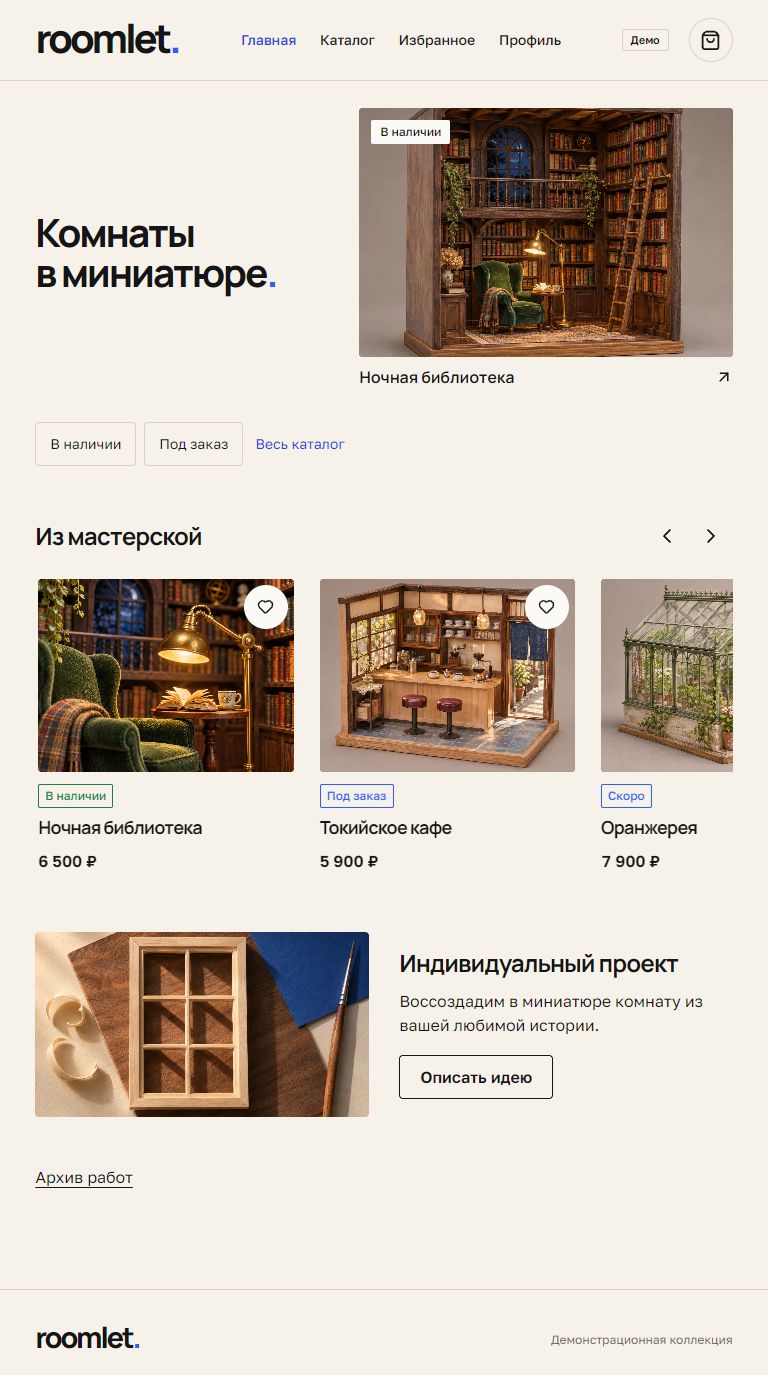 roomlet.
Главная
Каталог
Избранное
Профиль
Демо
В наличии
Комнаты
в миниатюре.
Ночная библиотека
В наличии
Под заказ
Весь каталог
Из мастерской
В наличии
Ночная библиотека
6 500 ₽
Под заказ
Токийское кафе
5 900 ₽
Скоро
Оранжерея
7 900 ₽
Индивидуальный проект
Воссоздадим в миниатюре комнату из
вашей любимой истории.
Описать идею
Архив работ
roomlet.
Демонстрационная коллекция